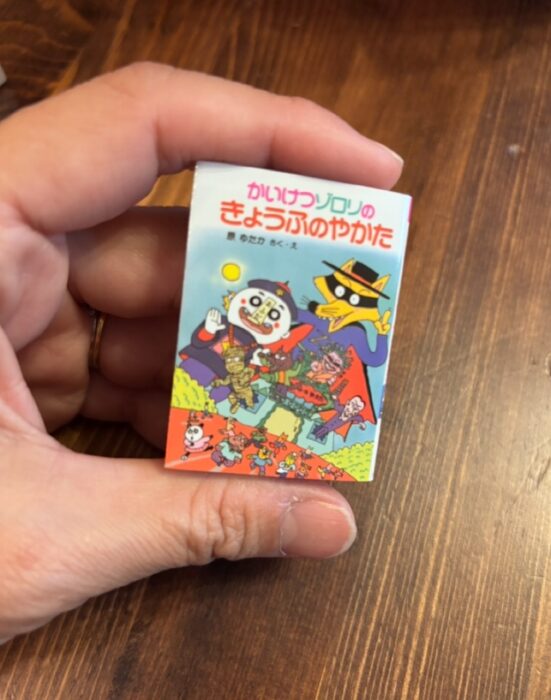 かいけつゾロリの
きょうふのやかた
原 ゆたか さく・え